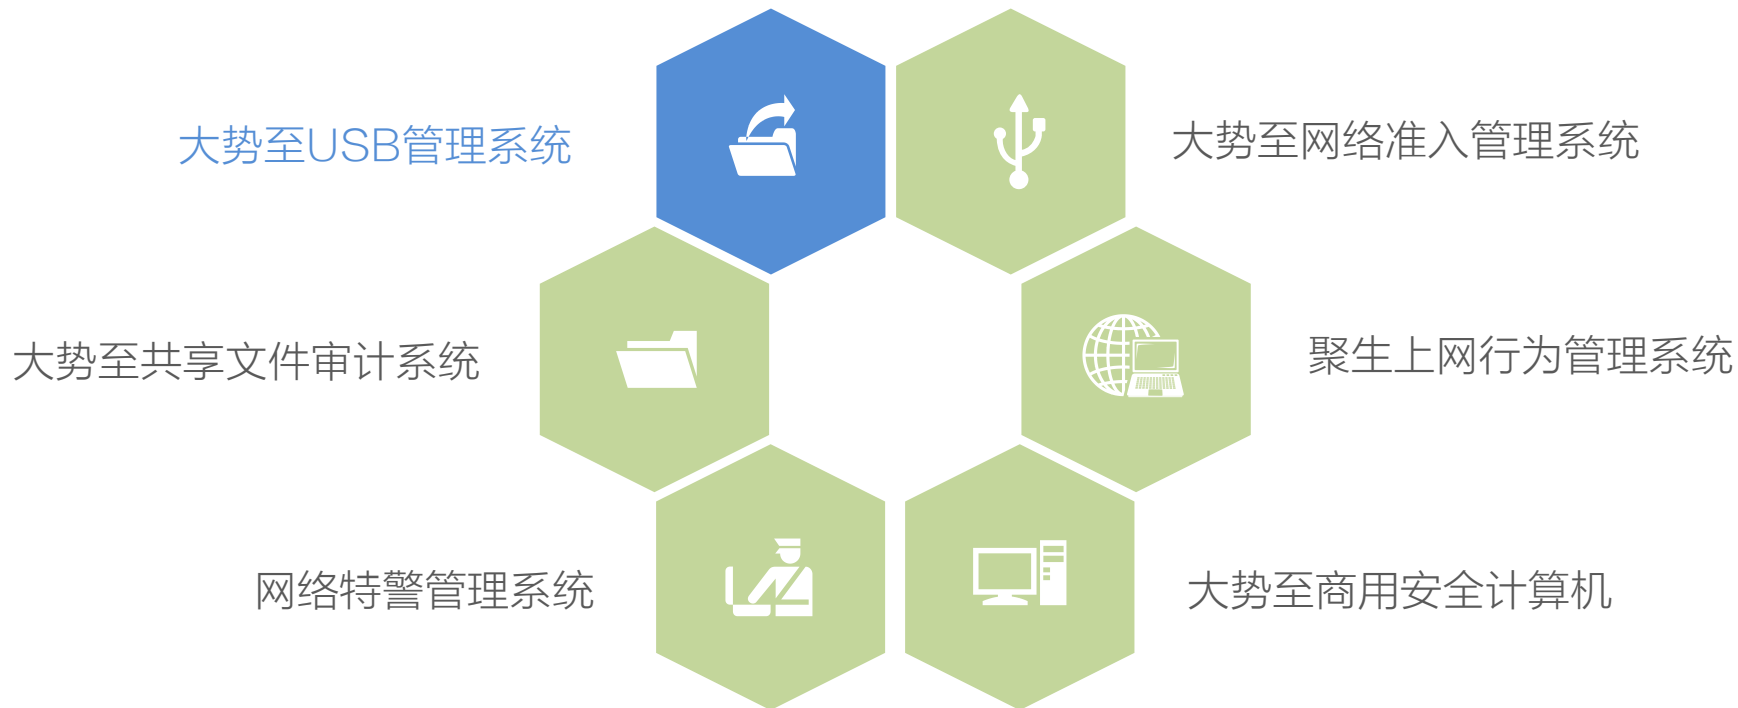 大势至USB管理系统
大势至网络准入管理系统
大势至共享文件审计系统
聚生上网行为管理系统
网络特警管理系统
大势至商用安全计算机